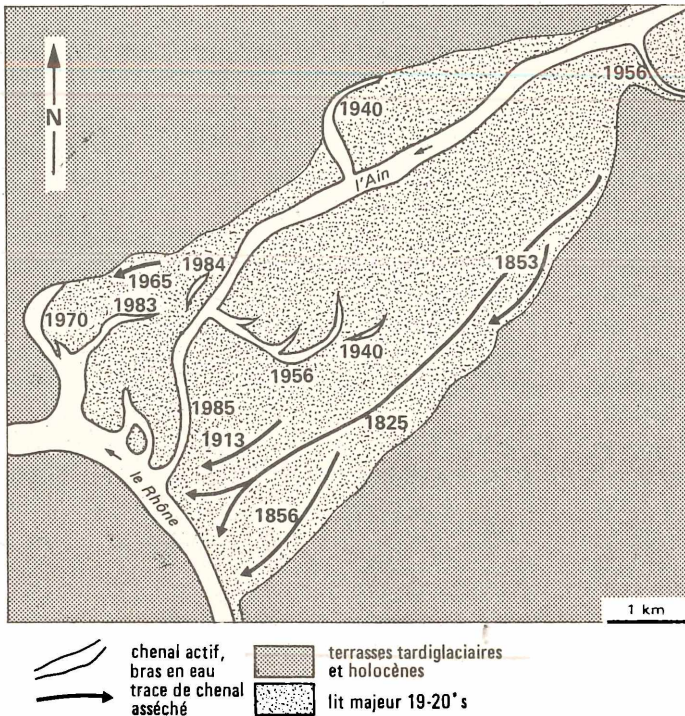 1956
N
1940
l'Ain
1853
1984
1965
1983
1970
1940
1956
1985
1913
1825
le Rhône
1856
1 km
chenal actif,
bras en eau
trace de chenal
asséché
terrasses tardiglaciaires
et holocènes
lit majeur 19-20° s